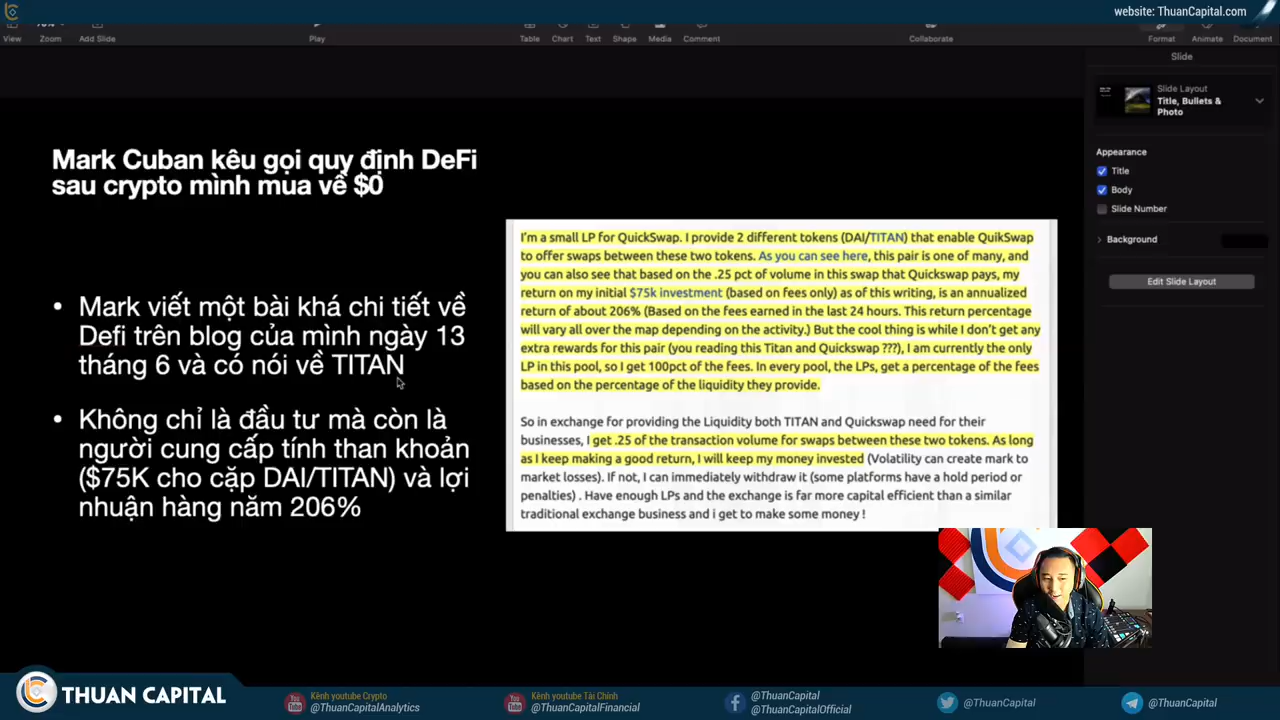 website: ThuanCapital.com
View
Zoom
Add Slide
Play
Table
Chart
Text
Shape
Media
Comment
Collaborate
Format
Animate
Document
Slide
Slide Layout
Title, Bullets &
Photo
Appearance
Title
Body
Slide Number
Background
Edit Slide Layout
Mark Cuban kêu gọi quy định DeFi
sau crypto mình mua về $0
• Mark viết một bài khá chi tiết về
Defi trên blog của mình ngày 13
tháng 6 và có nói về TITAN
• Không chỉ là đầu tư mà còn là
người cung cấp tính than khoản
($75K cho cặp DAI/TITAN) và lợi
nhuận hàng năm 206%
I'm a small LP for QuickSwap. I provide 2 different tokens (DAI/TITAN) that enable QuikSwap
to offer swaps between these two tokens. As you can see here, this pair is one of many, and
you can also see that based on the .25 pct of volume in this swap that Quickswap pays, my
return on my initial $75k investment (based on fees only) as of this writing, is an annualized
return of about 206% (Based on the fees earned in the last 24 hours. This return percentage
will vary all over the map depending on the activity.) But the cool thing is while I don't get any
extra rewards for this pair (you reading this Titan and Quickswap ???), I am currently the only
LP in this pool, so I get 100pct of the fees. In every pool, the LPs, get a percentage of the fees
based on the percentage of the liquidity they provide.
So in exchange for providing the Liquidity both TITAN and Quickswap need for their
businesses, I get .25 of the transaction volume for swaps between these two tokens. As long
as I keep making a good return, I will keep my money invested (Volatility can create mark to
market losses). If not, I can immediately withdraw it (some platforms have a hold period or
penalties) . Have enough LPs and the exchange is far more capital efficient than a similar
traditional exchange business and i get to make some money !
THUAN CAPITAL
Kênh youtube Crypto
@ThuanCapitalAnalytics
Kênh youtube Tài Chính
@ThuanCapitalFinancial
@ThuanCapital
@ThuanCapitalOfficial
@ThuanCapital
@ThuanCapital